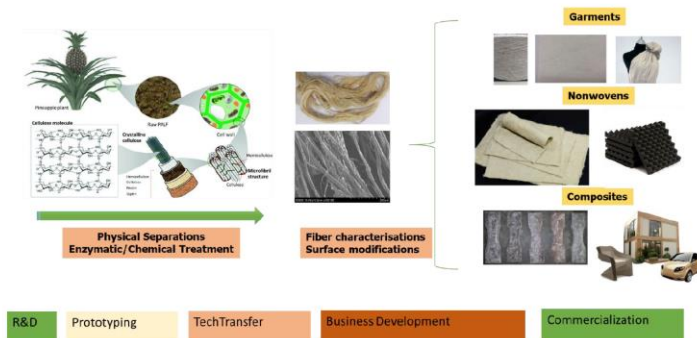 Garments
Pineapple plant
Raw PALF
Cell wall
Nonwovens
Cellulose molecule
Crystalline
cellulose
Hemicellulose
Microfibril
structure
Cellulose
Composites
Physical Separations
Enzymatic/Chemical Treatment
Fiber characterisations
Surface modifications
R&D
Prototyping
TechTransfer
Business Development
Commercialization